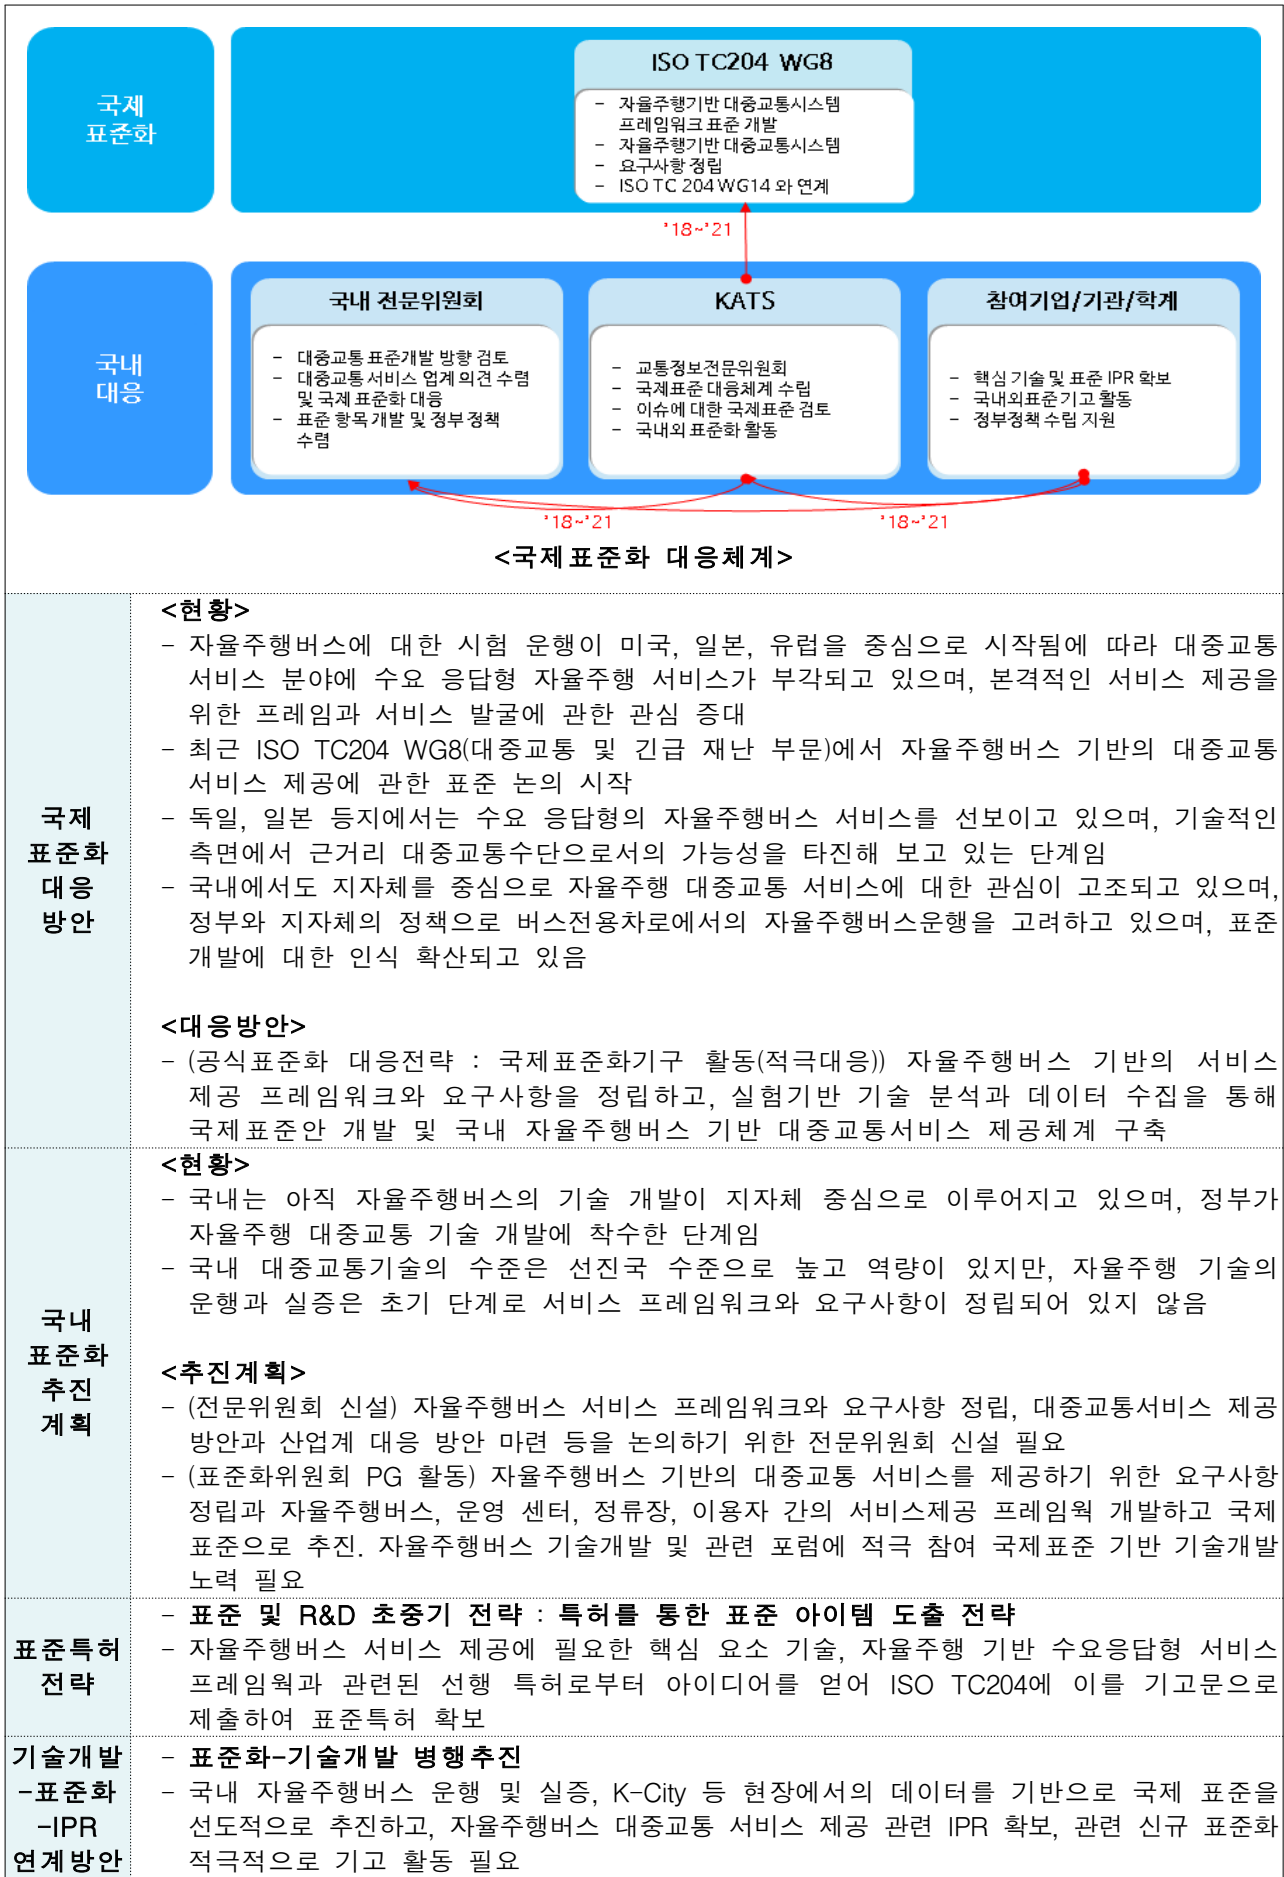 국제
표준화
ISO TC204 WG8
- 자율주행기반 대중교통시스템
프레임워크 표준 개발
- 자율주행기반 대중교통시스템
- 요구사항 정립
- ISO TC 204 WG14 와 연계
'18~'21
국내
대응
국내 전문위원회
- 대중교통 표준개발 방향 검토
- 대중교통 서비스 업계 의견 수렴
및 국제 표준화 대응
- 표준 항목 개발 및 정부 정책
수렴
KATS
- 교통정보전문위원회
- 국제표준 대응체계 수립
- 이슈에 대한 국제표준 검토
- 국내외 표준화 활동
참여기업/기관/학계
- 핵심 기술 및 표준 IPR 확보
- 국내외표준 기고 활동
- 정부정책 수립 지원
'18~'21
'18~'21
<국제표준화 대응체계>
국제
표준화
대응
방안
<현황>
- 자율주행버스에 대한 시험 운행이 미국, 일본, 유럽을 중심으로 시작됨에 따라 대중교통
서비스 분야에 수요 응답형 자율주행 서비스가 부각되고 있으며, 본격적인 서비스 제공을
위한 프레임과 서비스 발굴에 관한 관심 증대
- 최근 ISO TC204 WG8(대중교통 및 긴급 재난 부문)에서 자율주행버스 기반의 대중교통
서비스 제공에 관한 표준 논의 시작
- 독일, 일본 등지에서는 수요 응답형의 자율주행버스 서비스를 선보이고 있으며, 기술적인
측면에서 근거리 대중교통수단으로서의 가능성을 타진해 보고 있는 단계임
- 국내에서도 지자체를 중심으로 자율주행 대중교통 서비스에 대한 관심이 고조되고 있으며,
정부와 지자체의 정책으로 버스전용차로에서의 자율주행버스운행을 고려하고 있으며, 표준
개발에 대한 인식 확산되고 있음
<대응방안>
- (공식표준화 대응전략 : 국제표준화기구 활동(적극대응)) 자율주행버스 기반의 서비스
제공 프레임워크와 요구사항을 정립하고, 실험기반 기술 분석과 데이터 수집을 통해
국제표준안 개발 및 국내 자율주행버스 기반 대중교통서비스 제공체계 구축
국내
표준화
추진
계획
<현황>
- 국내는 아직 자율주행버스의 기술 개발이 지자체 중심으로 이루어지고 있으며, 정부가
자율주행 대중교통 기술 개발에 착수한 단계임
- 국내 대중교통기술의 수준은 선진국 수준으로 높고 역량이 있지만, 자율주행 기술의
운행과 실증은 초기 단계로 서비스 프레임워크와 요구사항이 정립되어 있지 않음
<추진계획>
- (전문위원회 신설) 자율주행버스 서비스 프레임워크와 요구사항 정립, 대중교통서비스 제공
방안과 산업계 대응 방안 마련 등을 논의하기 위한 전문위원회 신설 필요
- (표준화위원회 PG 활동) 자율주행버스 기반의 대중교통 서비스를 제공하기 위한 요구사항
정립과 자율주행버스, 운영 센터, 정류장, 이용자 간의 서비스제공 프레임웍 개발하고 국제
표준으로 추진. 자율주행버스 기술개발 및 관련 포럼에 적극 참여 국제표준 기반 기술개발
노력 필요
표준특허
전략
- 표준 및 R&D 초중기 전략 : 특허를 통한 표준 아이템 도출 전략
- 자율주행버스 서비스 제공에 필요한 핵심 요소 기술, 자율주행 기반 수요응답형 서비스
프레임웍과 관련된 선행 특허로부터 아이디어를 얻어 ISO TC204에 이를 기고문으로
제출하여 표준특허 확보
기술개발
-표준화
-IPR
연계방안
- 표준화-기술개발 병행추진
- 국내 자율주행버스 운행 및 실증, K-City 등 현장에서의 데이터를 기반으로 국제 표준을
선도적으로 추진하고, 자율주행버스 대중교통 서비스 제공 관련 IPR 확보, 관련 신규 표준화
적극적으로 기고 활동 필요